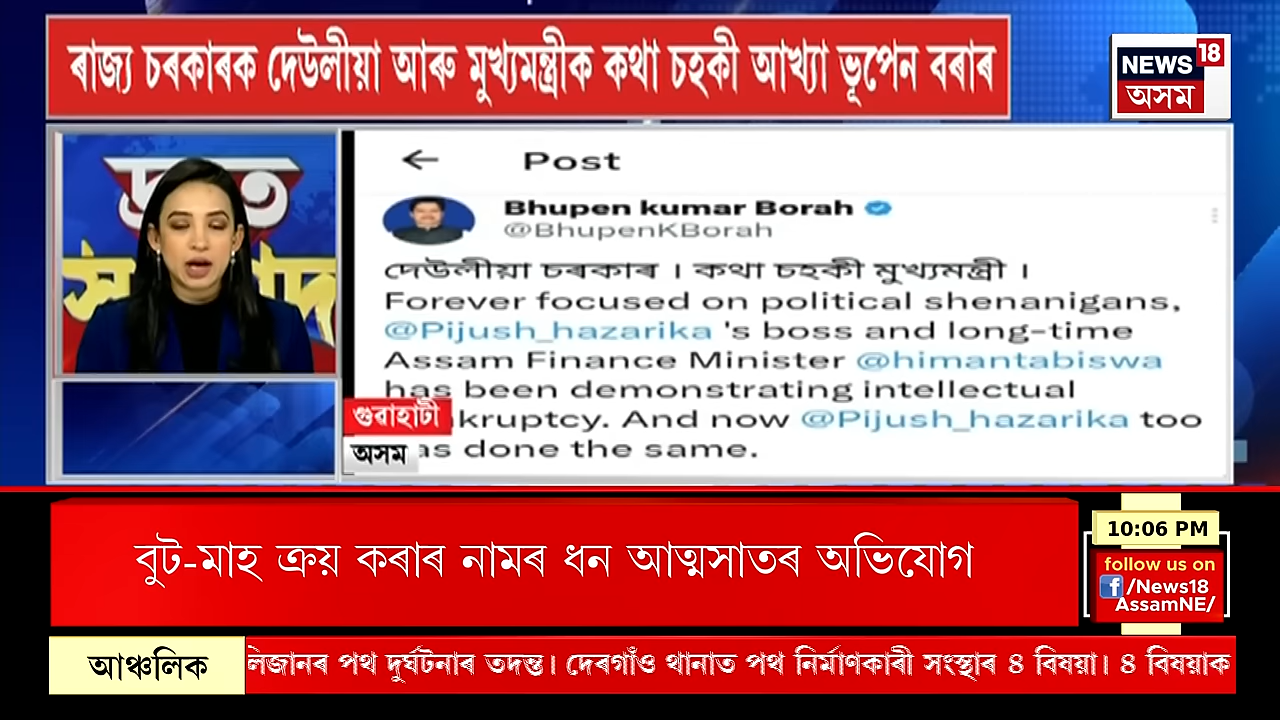 ৰাজ্য চৰকাৰক দেউলীয়া আৰু মুখ্যমন্ত্ৰীক কথা চহকী আখ্যা ভূপেন বৰাৰ
NEWS 18
অসম
দ্ৰুত
Post
Bhupen kumar Borah
@BhupenKBorah
দেউলীয়া চৰকাৰ । কথা চহকী মুখ্যমন্ত্ৰী ।
Forever focused on political shenanigans,
@Pijush_hazarika 's boss and long-time
Assam Finance Minister @himantabiswa
has been demonstrating intellectual
kruptcy. And now @Pijush_hazarika too
as done the same.
গুৱাহাটী
অসম
বুট-মাহ ক্ৰয় কৰাৰ নামৰ ধন আত্মসাতৰ অভিযোগ
10:06 PM
follow us on
/News18
AssamNE/
আঞ্চলিক
লিজানৰ পথ দুৰ্ঘটনাৰ তদন্ত। দেৰগাঁও থানাত পথ নিৰ্মাণকাৰী সংস্থাৰ ৪ বিষয়া। ৪ বিষয়াক